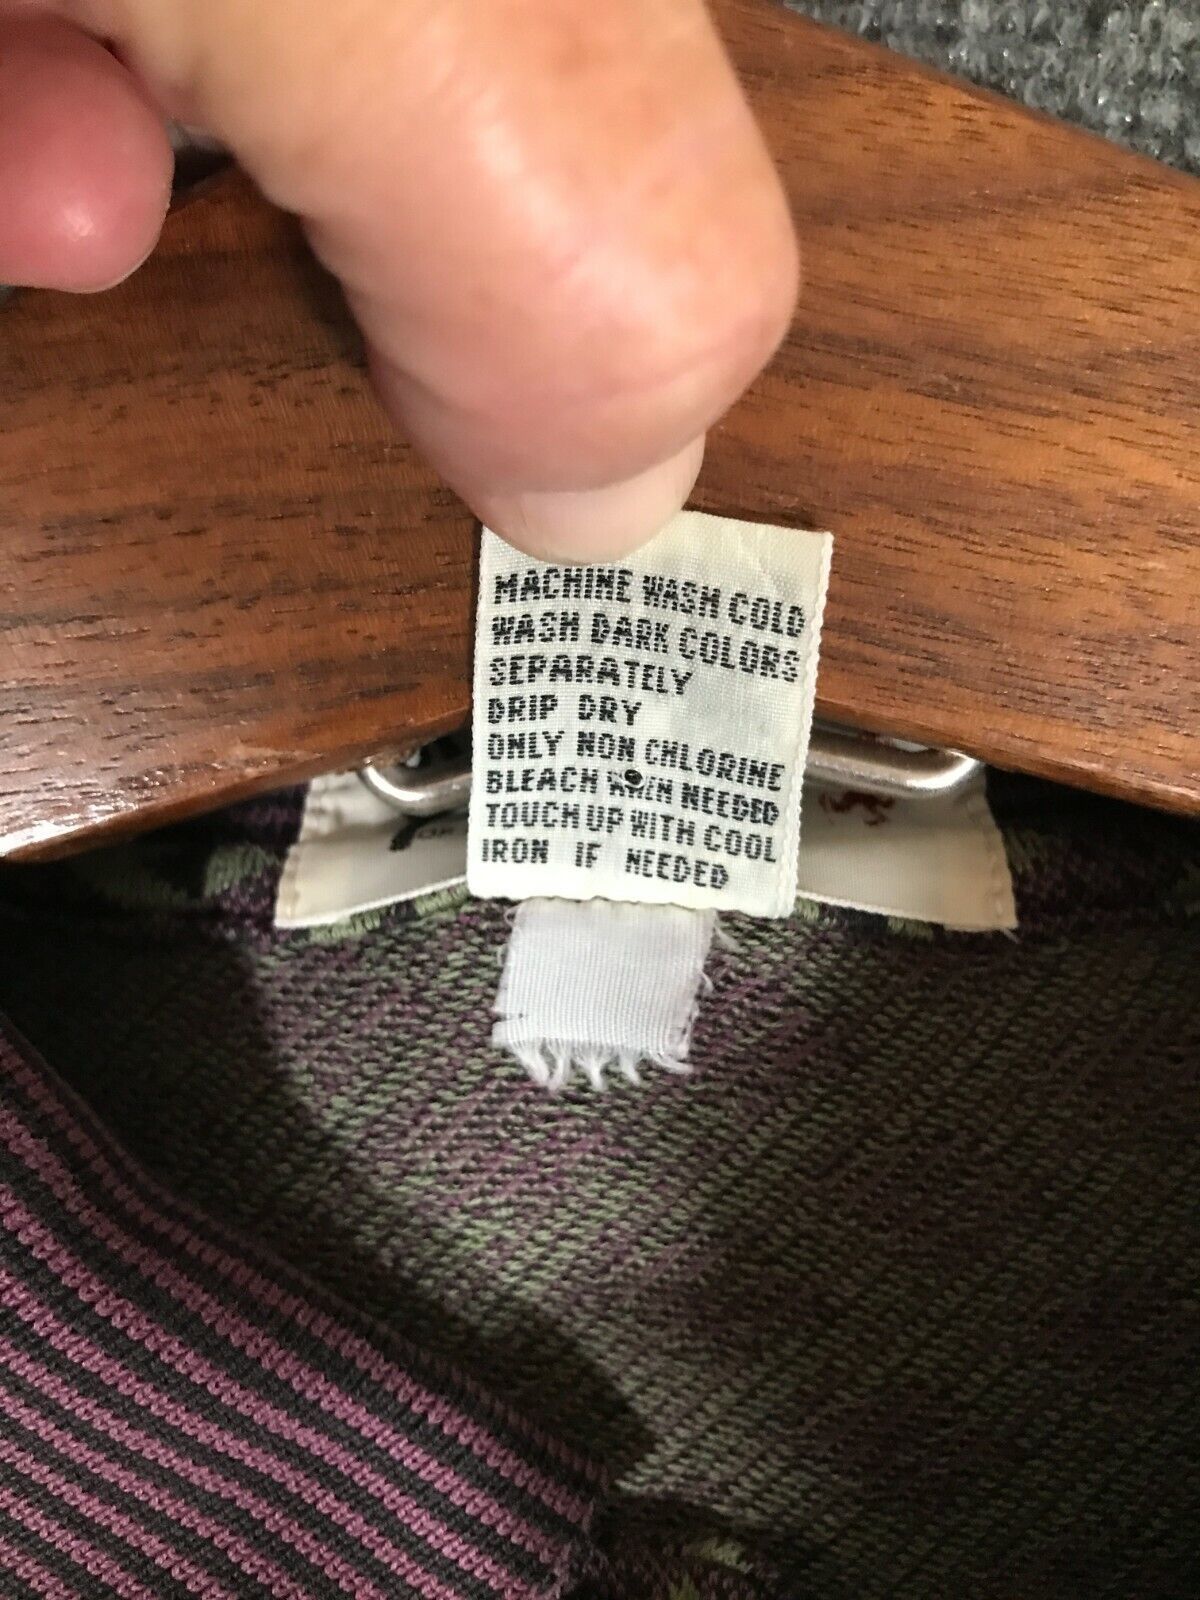 MACHINE WASH COLD
WASH DARK COLORS
SEPARATELY
DRIP DRY
ONLY NON CHLORINE
BLEACH WHEN NEEDED
TOUCH UP WITH COOL
IRON IF NEEDED